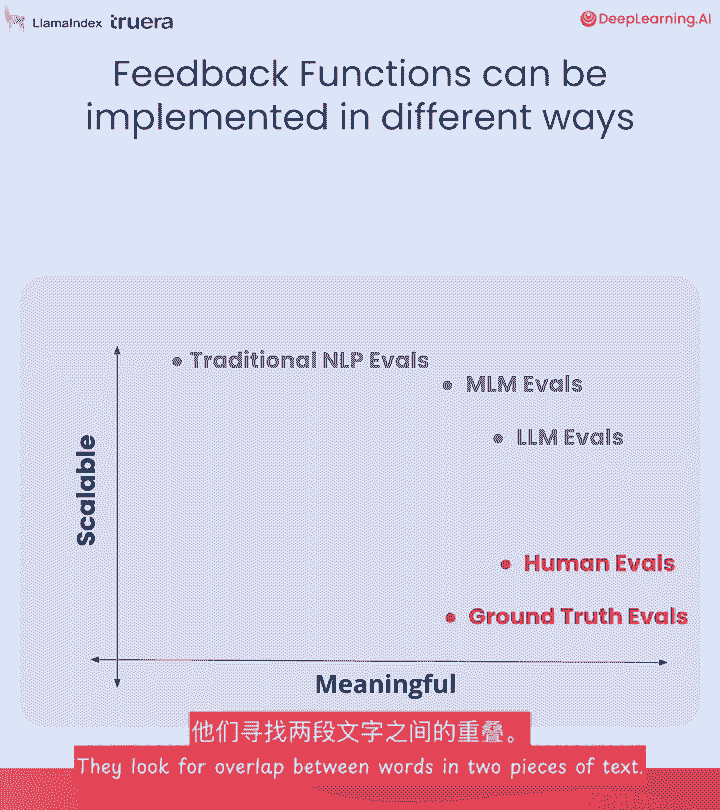 LlamaIndex truera
DeepLearning.AI
Feedback Functions can be
implemented in different ways
Traditional NLP Evals
MLM Evals
LLM Evals
Scalable
Human Evals
Ground Truth Evals
Meaningful
他们寻找两段文字之间的重叠。
They look for overlap between words in two pieces of text.